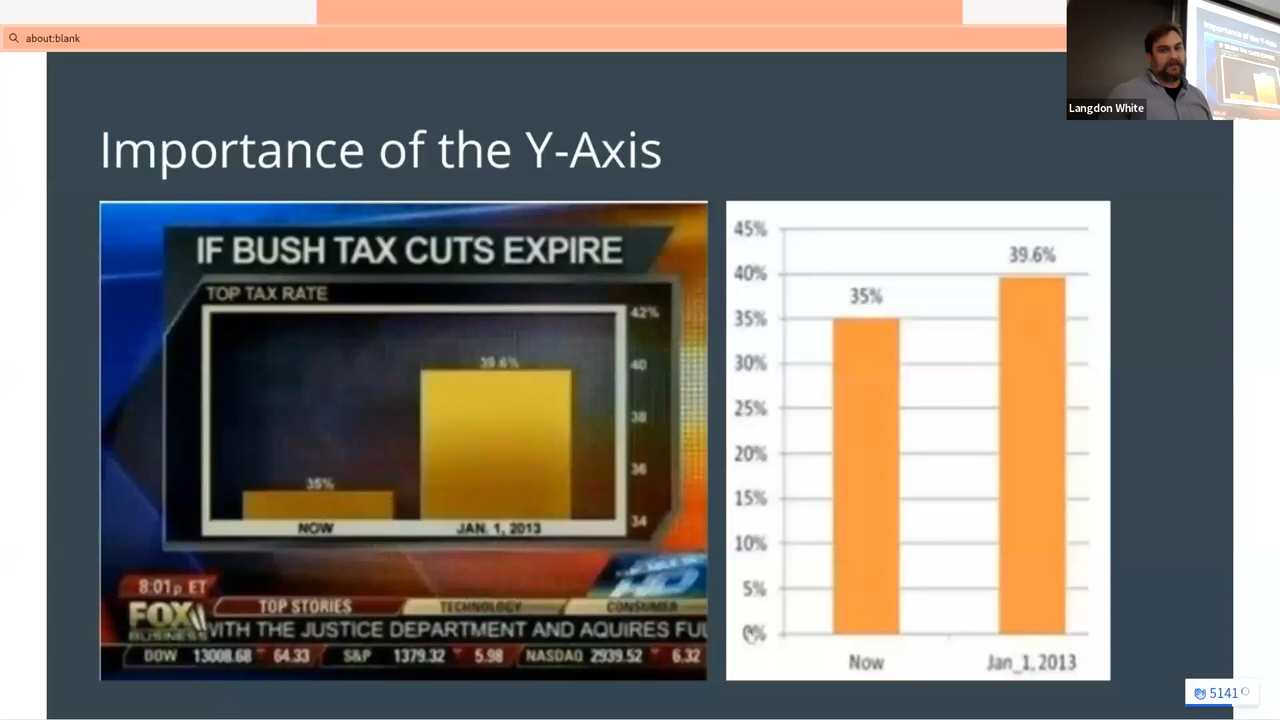 about:blank
Langdon White
Importance of the Y-Axis
IF BUSH TAX CUTS EXPIRE
TOP TAX RATE
42%
40
38
36
34
35%
39.6%
NOW
JAN. 1, 2013
8:01p ET
HD
TOP STORIES
TECHNOLOGY
CONSUMER
FOX
BUSINESS
WITH THE JUSTICE DEPARTMENT AND AQUIRES FUL
DOW 13008.68 64.33 S&P 1379.32 5.98 NASDAQ 2939.52 6.32
45%
40%
35%
30%
25%
20%
15%
10%
5%
0%
35%
39.6%
Now
Jan_1, 2013
5141